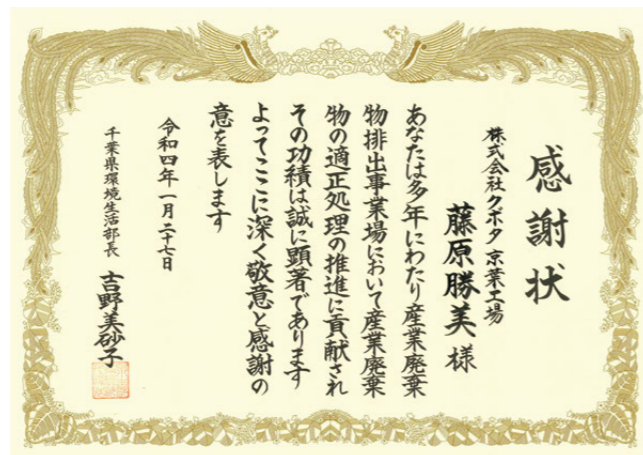 感謝状
株式会社クボタ 京葉工場
藤原勝美 様
あなたは多年にわたり産業廃棄
物排出事業場において産業廃棄
物の適正処理の推進に貢献され
その功績は誠に顕著であります
よってここに深く敬意と感謝の
意を表します
令和四年一月二十七日
千葉県環境生活部長 吉野美砂子